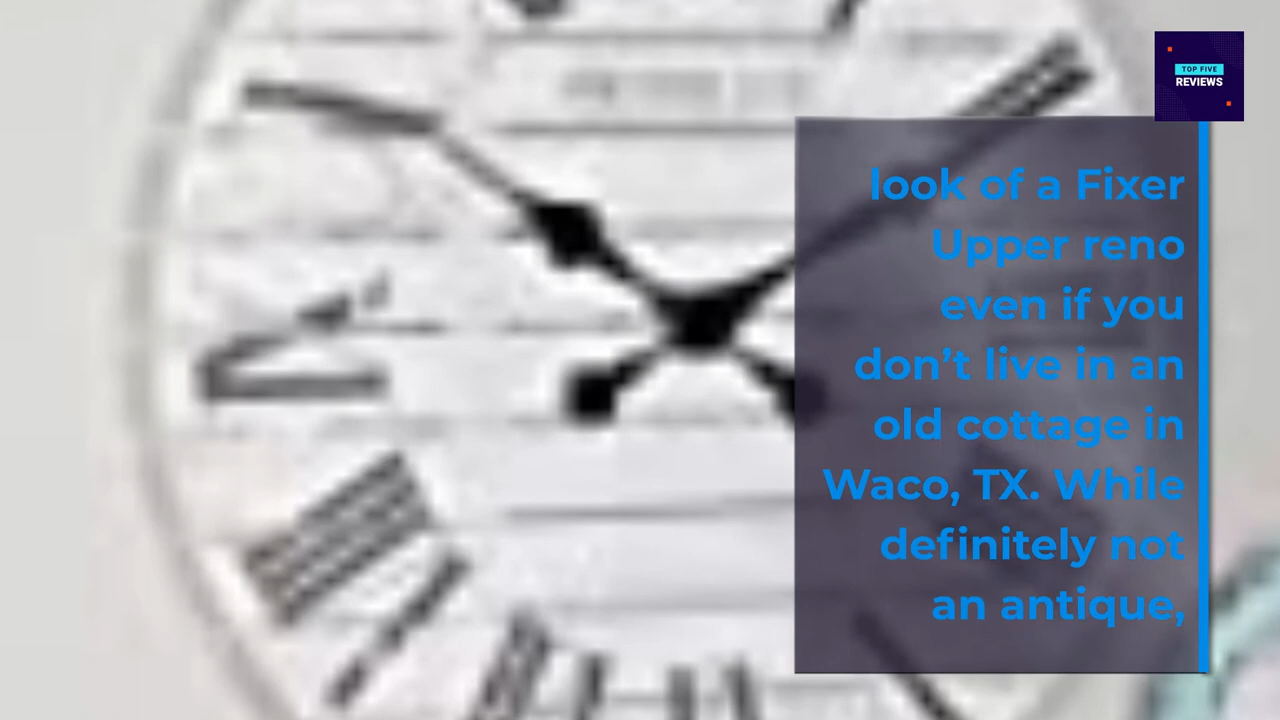 TOP FIVE
REVIEWS
look of a Fixer
Upper reno
even if you
don’t live in an
old cottage in
Waco, TX. While
definitely not
an antique,